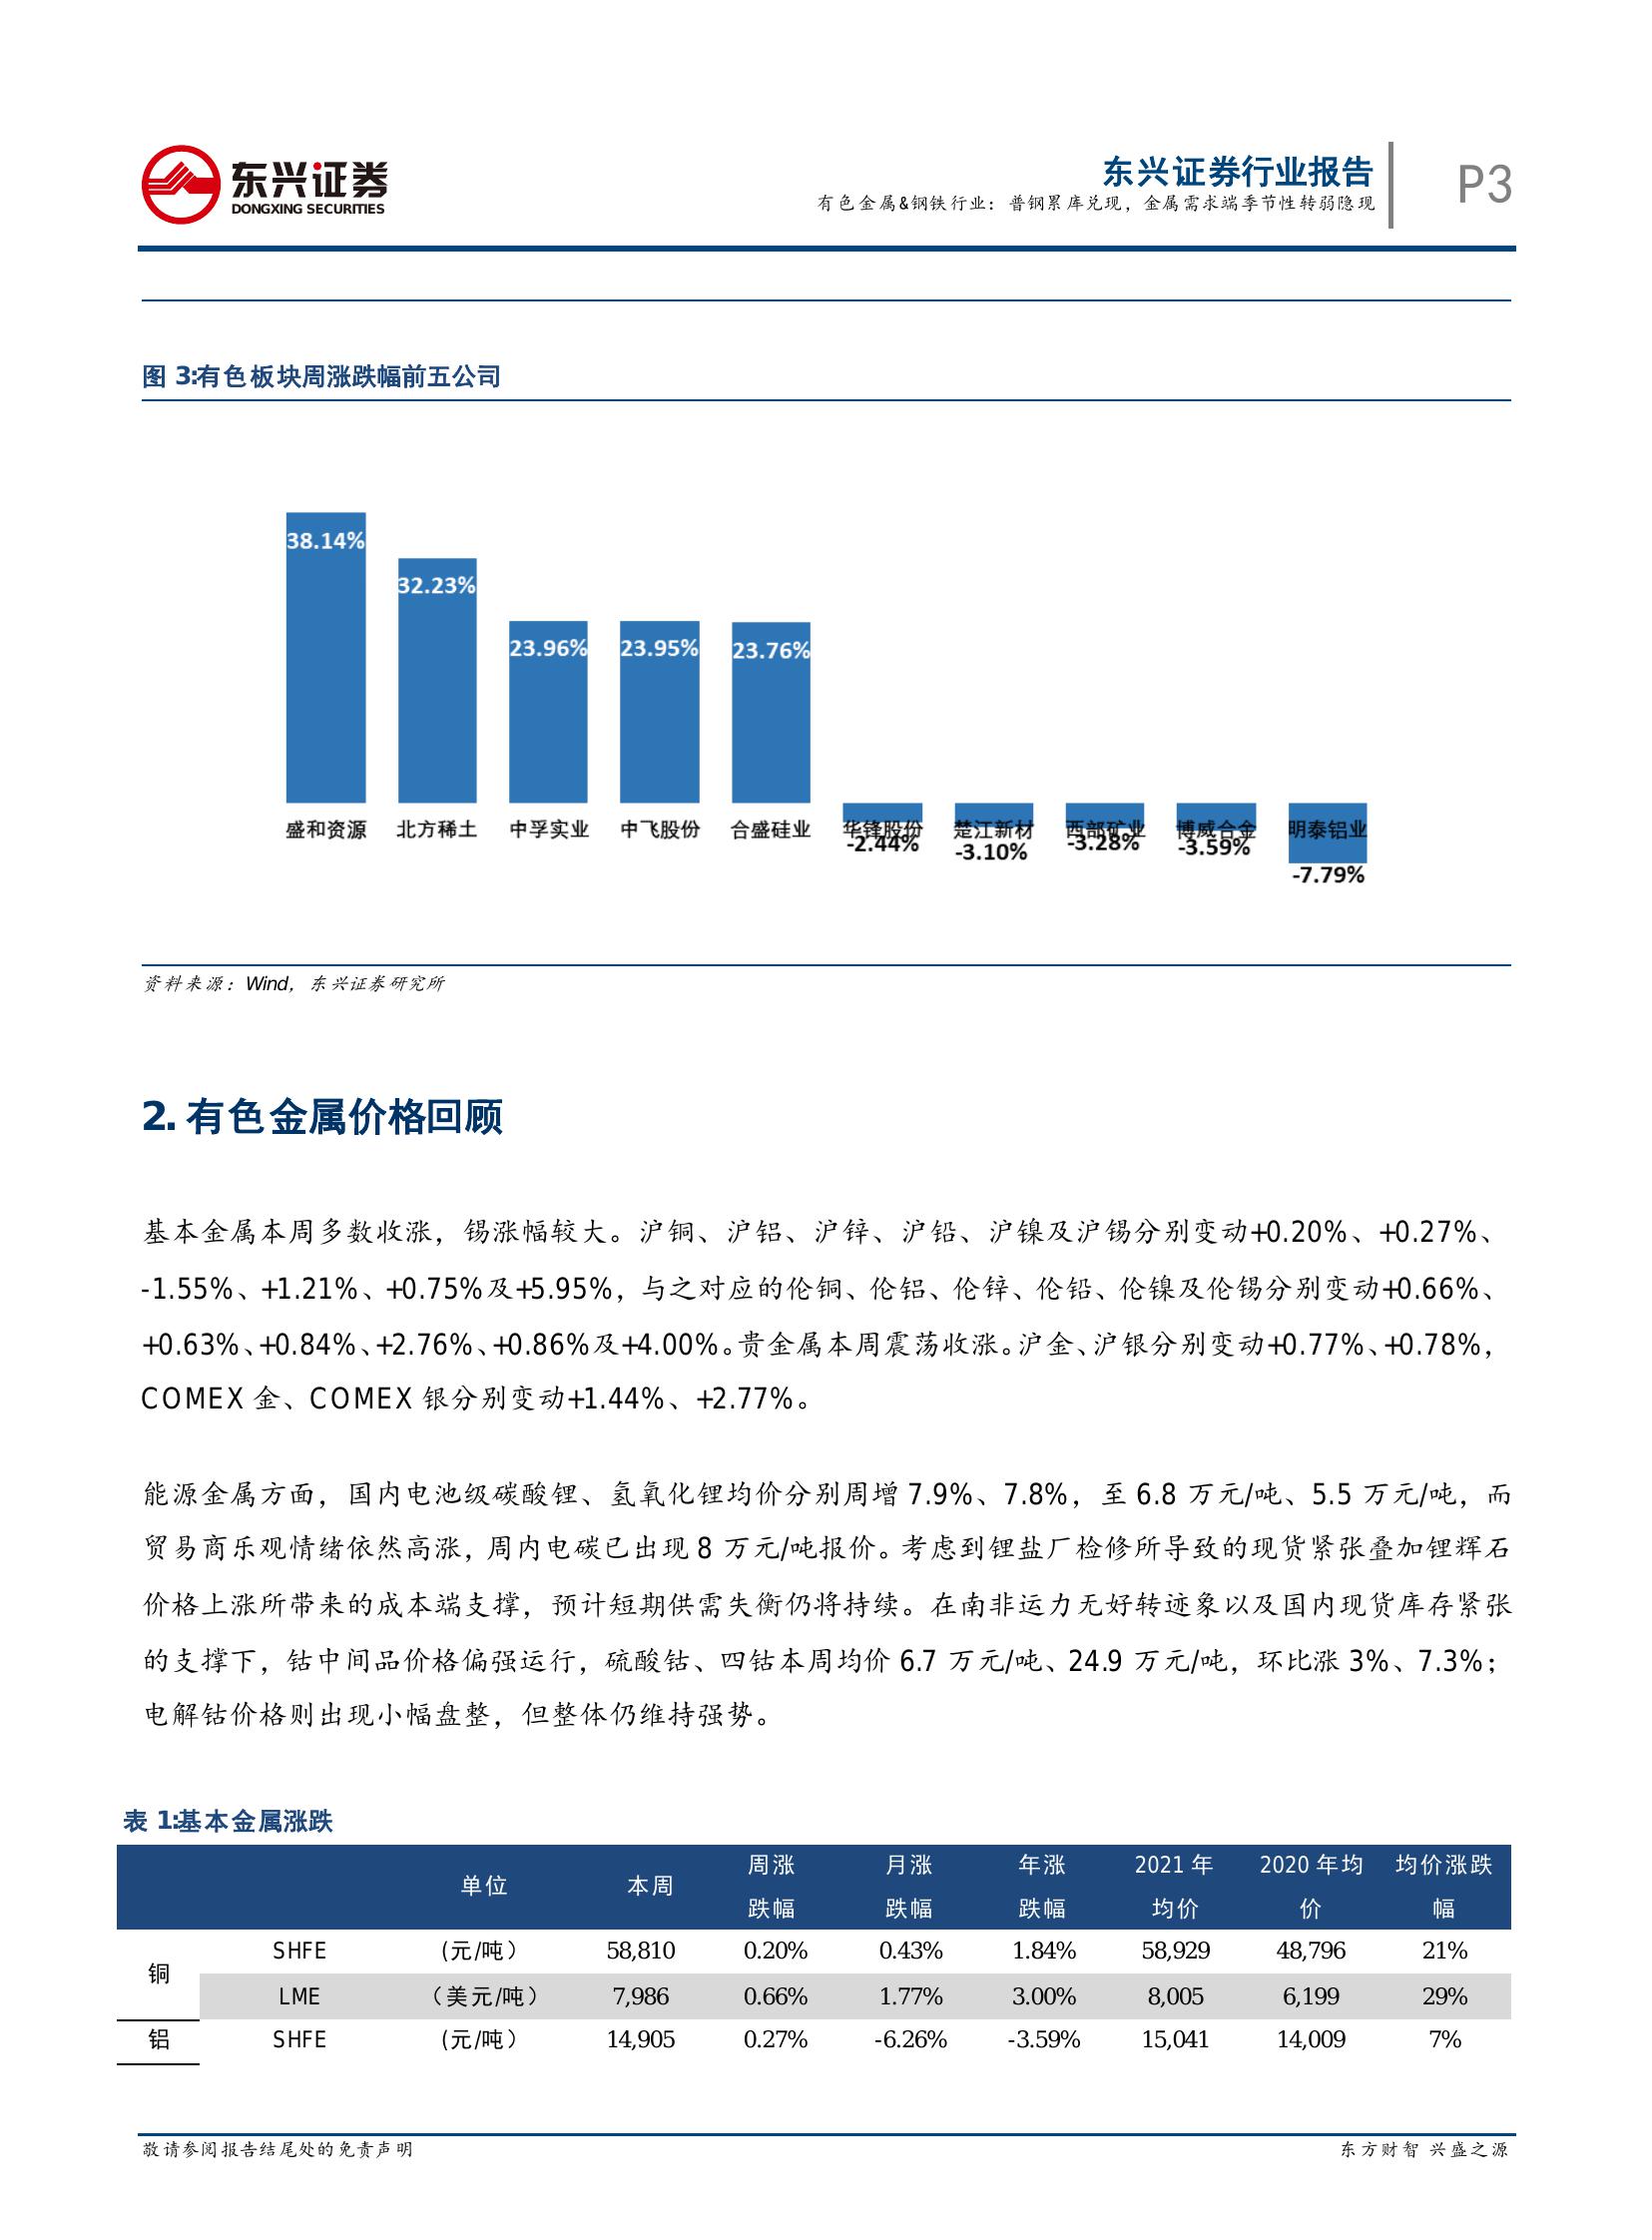 东兴证券
DONGXING SECURITIES
东兴证券行业报告
有色金属&钢铁行业：普钢累库兑现，金属需求端季节性转弱隐现
P3
图 3:有色板块周涨跌幅前五公司
38.14%
32.23%
23.96%
23.95%
23.76%
盛和资源 北方稀土 中孚实业 中飞股份 合盛硅业 华锋股份 楚江新材 西部矿业 博威合金 明泰铝业
-2.44%
-3.10%
-3.28%
-3.59%
-7.79%
资料来源：Wind，东兴证券研究所
2. 有色金属价格回顾
基本金属本周多数收涨，锡涨幅较大。沪铜、沪铝、沪锌、沪铅、沪镍及沪锡分别变动+0.20%、+0.27%、
-1.55%、+1.21%、+0.75%及+5.95%，与之对应的伦铜、伦铝、伦锌、伦铅、伦镍及伦锡分别变动+0.66%、
+0.63%、+0.84%、+2.76%、+0.86%及+4.00%。贵金属本周震荡收涨。沪金、沪银分别变动+0.77%、+0.78%，
COMEX 金、COMEX 银分别变动+1.44%、+2.77%。
能源金属方面，国内电池级碳酸锂、氢氧化锂均价分别周增 7.9%、7.8%，至 6.8 万元/吨、5.5 万元/吨，而
贸易商乐观情绪依然高涨，周内电碳已出现 8 万元/吨报价。考虑到锂盐厂检修所导致的现货紧张叠加锂辉石
价格上涨所带来的成本端支撑，预计短期供需失衡仍将持续。在南非运力无好转迹象以及国内现货库存紧张
的支撑下，钴中间品价格偏强运行，硫酸钴、四钴本周均价 6.7 万元/吨、24.9 万元/吨，环比涨 3%、7.3%；
电解钴价格则出现小幅盘整，但整体仍维持强势。
表 1:基本金属涨跌
单位 本周 周涨跌幅 月涨跌幅 年涨跌幅 2021 年均价 2020 年均价 均价涨跌幅
铜 SHFE (元/吨） 58,810 0.20% 0.43% 1.84% 58,929 48,796 21%
LME （美元/吨） 7,986 0.66% 1.77% 3.00% 8,005 6,199 29%
铝 SHFE (元/吨） 14,905 0.27% -6.26% -3.59% 15,041 14,009 7%
敬请参阅报告结尾处的免责声明
东方财智 兴盛之源